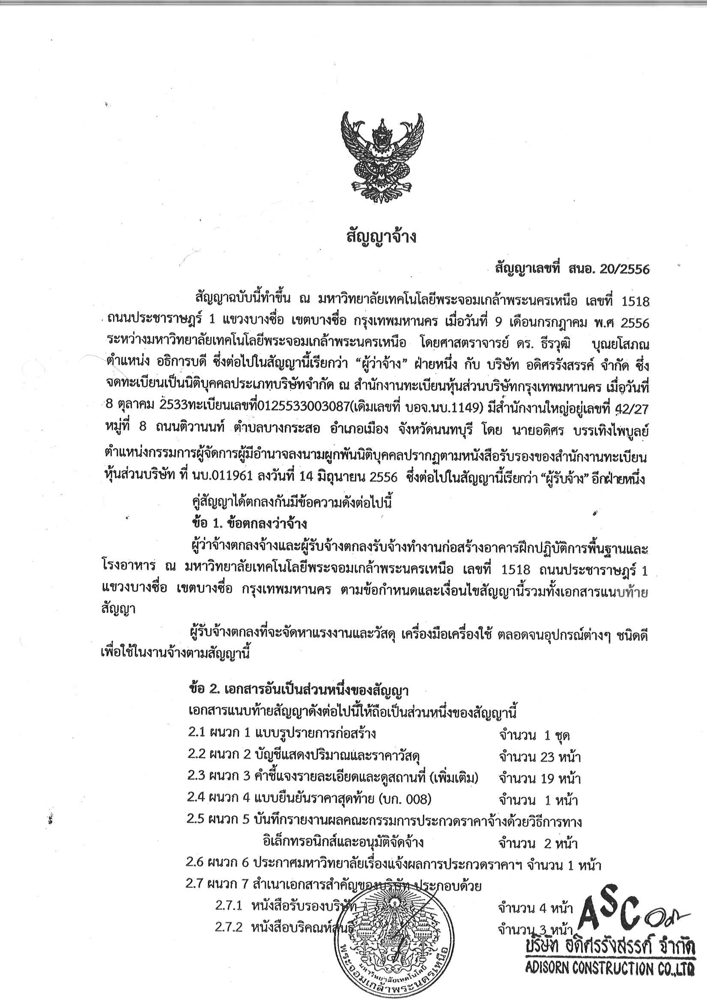 สัญญาจ้าง
สัญญาเลขที่ สนอ. 20/2556
สัญญาฉบับนี้ทำขึ้น ณ มหาวิทยาลัยเทคโนโลยีพระจอมเกล้าพระนครเหนือ เลขที่ 1518
ถนนประชาราษฎร์ 1 แขวงบางซื่อ เขตบางซื่อ กรุงเทพมหานคร เมื่อวันที่ 9 เดือนกรกฎาคม พ.ศ 2556
ระหว่างมหาวิทยาลัยเทคโนโลยีพระจอมเกล้าพระนครเหนือ โดยศาสตราจารย์ ดร. ธีรวุฒิ บุณยโสภณ
ตำแหน่ง อธิการบดี ซึ่งต่อไปในสัญญานี้เรียกว่า “ผู้ว่าจ้าง” ฝ่ายหนึ่ง กับ บริษัท อดิศรรังสรรค์ จำกัด ซึ่ง
จดทะเบียนเป็นนิติบุคคลประเภทบริษัทจำกัด ณ สำนักงานทะเบียนหุ้นส่วนบริษัทกรุงเทพมหานคร เมื่อวันที่
8 ตุลาคม 2533ทะเบียนเลขที่0125533003087(เดิมเลขที่ บอจ.นบ.1149) มีสำนักงานใหญ่อยู่เลขที่ 42/27
หมู่ที่ 8 ถนนติวานนท์ ตำบลบางกระสอ อำเภอเมือง จังหวัดนนทบุรี โดย นายอดิศร บรรเทิงไพบูลย์
ตำแหน่งกรรมการผู้จัดการผู้มีอำนาจลงนามผูกพันนิติบุคคลปรากฏตามหนังสือรับรองของสำนักงานทะเบียน
หุ้นส่วนบริษัท ที่ นบ.011961 ลงวันที่ 14 มิถุนายน 2556 ซึ่งต่อไปในสัญญานี้เรียกว่า “ผู้รับจ้าง” อีกฝ่ายหนึ่ง
คู่สัญญาได้ตกลงกันมีข้อความดังต่อไปนี้
ข้อ 1. ข้อตกลงว่าจ้าง
ผู้ว่าจ้างตกลงจ้างและผู้รับจ้างตกลงรับจ้างทำงานก่อสร้างอาคารฝึกปฏิบัติการพื้นฐานและ
โรงอาหาร ณ มหาวิทยาลัยเทคโนโลยีพระจอมเกล้าพระนครเหนือ เลขที่ 1518 ถนนประชาราษฎร์ 1
แขวงบางซื่อ เขตบางซื่อ กรุงเทพมหานคร ตามข้อกำหนดและเงื่อนไขสัญญานี้รวมทั้งเอกสารแนบท้าย
สัญญา
ผู้รับจ้างตกลงที่จะจัดหาแรงงานและวัสดุ เครื่องมือเครื่องใช้ ตลอดจนอุปกรณ์ต่างๆ ชนิดดี
เพื่อใช้ในงานจ้างตามสัญญานี้
ข้อ 2. เอกสารอันเป็นส่วนหนึ่งของสัญญา
เอกสารแนบท้ายสัญญาดังต่อไปนี้ให้ถือเป็นส่วนหนึ่งของสัญญานี้
2.1 ผนวก 1 แบบรูปรายการก่อสร้าง จำนวน 1 ชุด
2.2 ผนวก 2 บัญชีแสดงปริมาณและราคาวัสดุ จำนวน 23 หน้า
2.3 ผนวก 3 คำชี้แจงรายละเอียดและดูสถานที่ (เพิ่มเติม) จำนวน 19 หน้า
2.4 ผนวก 4 แบบยืนยันราคาสุดท้าย (บก. 008) จำนวน 1 หน้า
2.5 ผนวก 5 บันทึกรายงานผลคณะกรรมการประกวดราคาจ้างด้วยวิธีการทาง
อิเล็กทรอนิกส์และอนุมัติจัดจ้าง จำนวน 2 หน้า
2.6 ผนวก 6 ประกาศมหาวิทยาลัยเรื่องแจ้งผลการประกวดราคาฯ จำนวน 1 หน้า
2.7 ผนวก 7 สำเนาเอกสารสำคัญของบริษัท ประกอบด้วย
2.7.1 หนังสือรับรองบริษัท จำนวน 4 หน้า
2.7.2 หนังสือบริคณห์สนธิ จำนวน 3 หน้า
มหาวิทยาลัยเทคโนโลยี
พระจอมเกล้าพระนครเหนือ
ASC
บริษัท อดิศรรังสรรค์ จำกัด
ADISORN CONSTRUCTION CO.,LTD